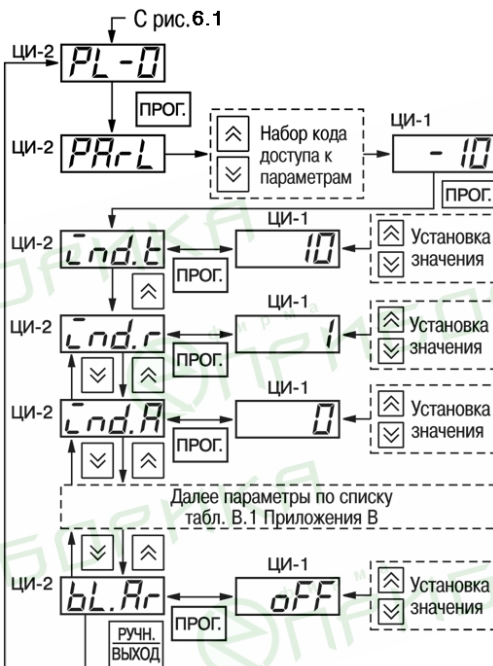 С рис.6.1
ЦИ-2 PL-0
ПРОГ.
ЦИ-2 PArL
Набор кода
доступа к
параметрам
ЦИ-1
- 10
ПРОГ.
ЦИ-2 ind.t
ПРОГ.
ЦИ-1
10
Установка
значения
ЦИ-2 ind.r
ПРОГ.
ЦИ-1
1
Установка
значения
ЦИ-2 ind.A
ПРОГ.
ЦИ-1
0
Установка
значения
Далее параметры по списку
табл. В.1 Приложения В
ЦИ-2 bL.Ar
ПРОГ.
ЦИ-1
oFF
Установка
значения
РУЧН.
ВЫХОД